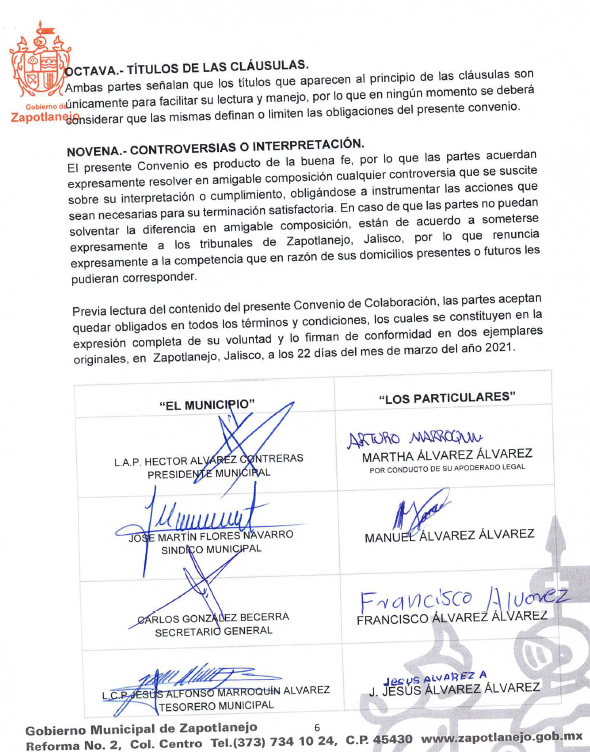 OCTAVA.- TÍTULOS DE LAS CLÁUSULAS.
Ambas partes señalan que los títulos que aparecen al principio de las cláusulas son
únicamente para facilitar su lectura y manejo, por lo que en ningún momento se deberá
considerar que las mismas definan o limiten las obligaciones del presente convenio.
Gobierno de
Zapotlanejo
NOVENA.- CONTROVERSIAS O INTERPRETACIÓN.
El presente Convenio es producto de la buena fe, por lo que las partes acuerdan
expresamente resolver en amigable composición cualquier controversia que se suscite
sobre su interpretación o cumplimiento, obligándose a instrumentar las acciones que
sean necesarias para su terminación satisfactoria. En caso de que las partes no puedan
solventar la diferencia en amigable composición, están de acuerdo a someterse
expresamente a los tribunales de Zapotlanejo, Jalisco, por lo que renuncia
expresamente a la competencia que en razón de sus domicilios presentes o futuros les
pudieran corresponder.
Previa lectura del contenido del presente Convenio de Colaboración, las partes aceptan
quedar obligados en todos los términos y condiciones, los cuales se constituyen en la
expresión completa de su voluntad y lo firman de conformidad en dos ejemplares
originales, en Zapotlanejo, Jalisco, a los 22 días del mes de marzo del año 2021.
"EL MUNICIPIO"
L.A.P. HECTOR ALVAREZ CONTRERAS
PRESIDENTE MUNICIPAL
"LOS PARTICULARES"
ARTURO MARROQUIN
MARTHA ÁLVAREZ ÁLVAREZ
POR CONDUCTO DE SU APODERADO LEGAL
JOSE MARTÍN FLORES NAVARRO
SINDICO MUNICIPAL
MANUEL ÁLVAREZ ÁLVAREZ
CARLOS GONZÁLEZ BECERRA
SECRETARIO GENERAL
Francisco Alvarez
FRANCISCO ÁLVAREZ ÁLVAREZ
L.C.P. JESÚS ALFONSO MARROQUÍN ALVAREZ
TESORERO MUNICIPAL
JESUS ALVAREZ A
J. JESÚS ÁLVAREZ ÁLVAREZ
Gobierno Municipal de Zapotlanejo
6
Reforma No. 2, Col. Centro Tel.(373) 734 10 24, C.P. 45430 www.zapotlanejo.gob.mx